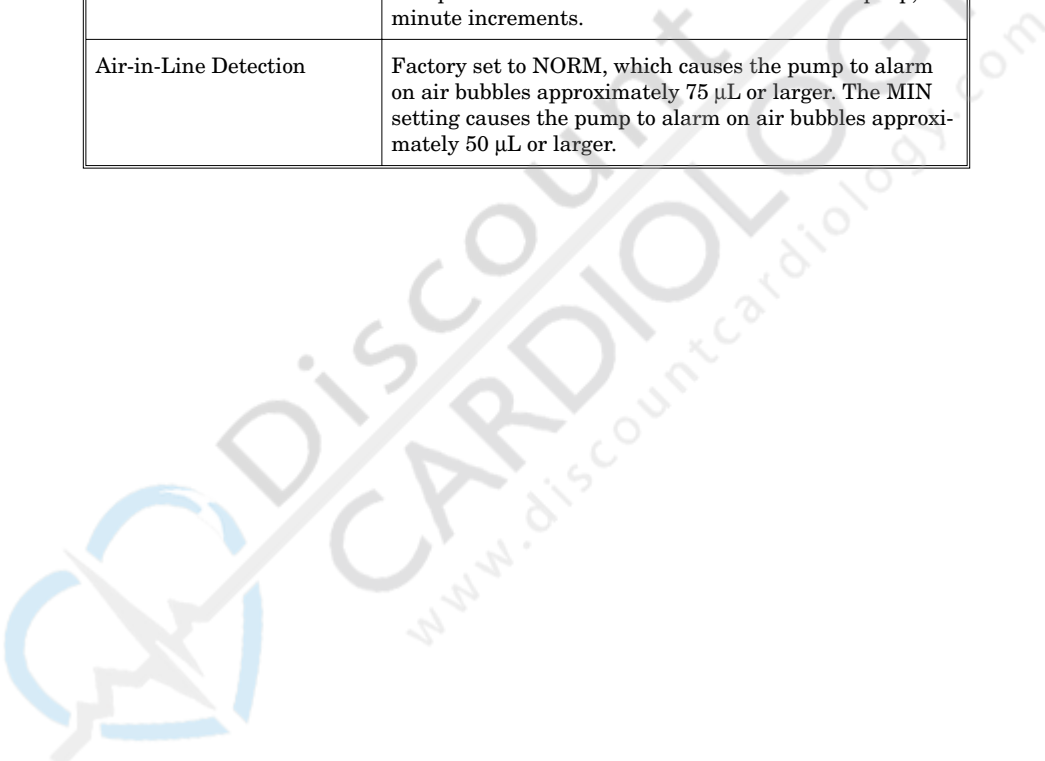 minute increments.
Air-in-Line Detection
Factory set to NORM, which causes the pump to alarm
on air bubbles approximately 75 µL or larger. The MIN
setting causes the pump to alarm on air bubbles approxi-
mately 50 µL or larger.
Discount
CARDIOLOG
www.discountcardiology.com